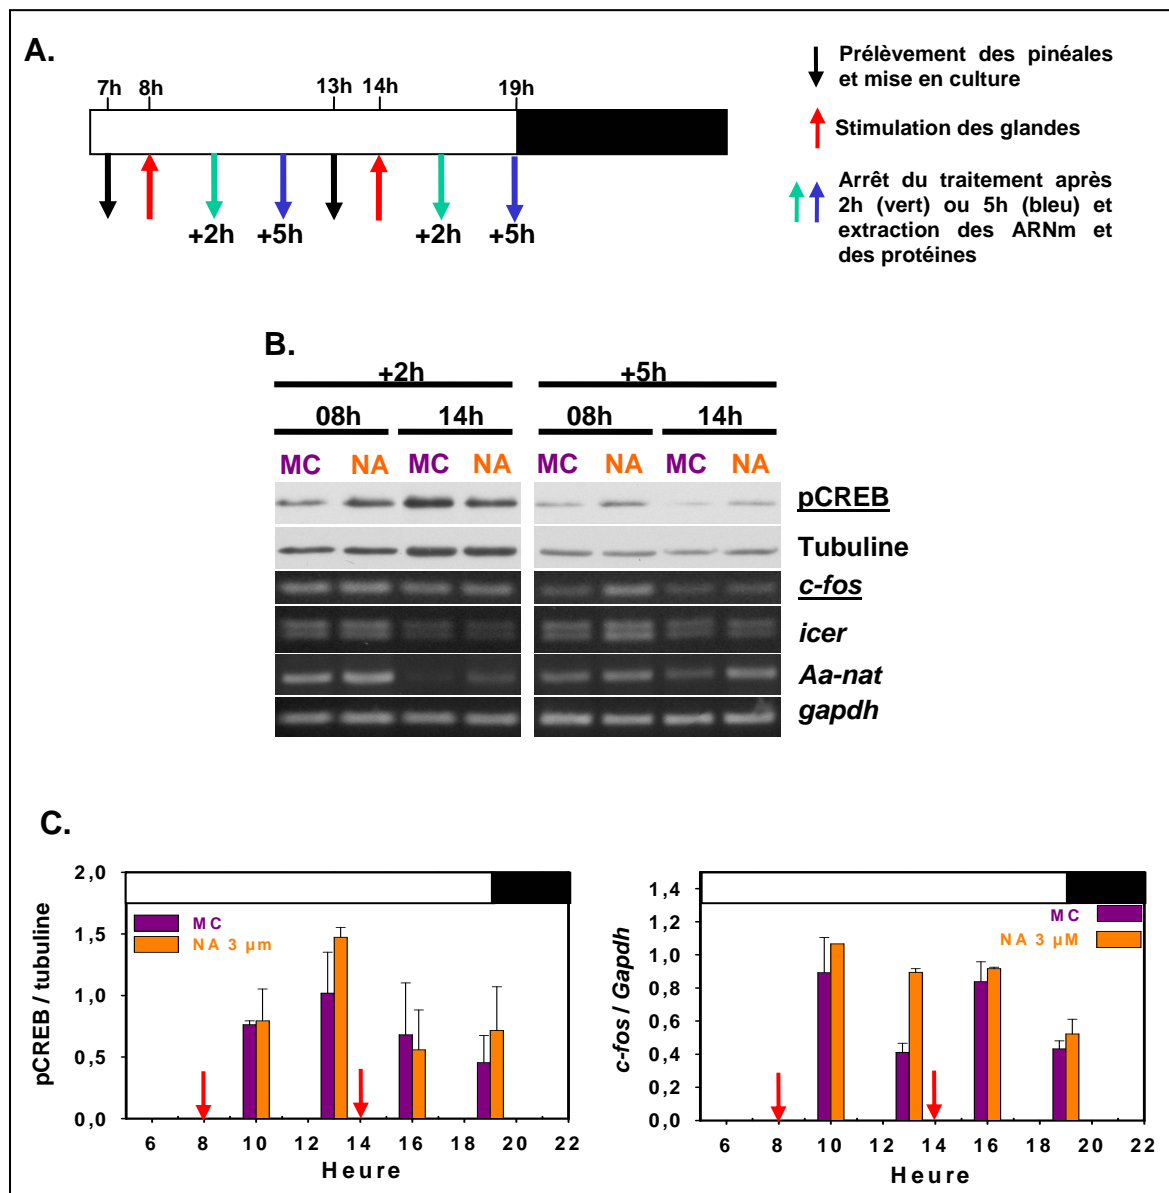 A.
7h 8h 13h 14h 19h
+2h +5h +2h +5h
Prélèvement des pinéales
et mise en culture
Stimulation des glandes
Arrêt du traitement après
2h (vert) ou 5h (bleu) et
extraction des ARNm et
des protéines
B.
+2h +5h
08h 14h 08h 14h
MC NA MC NA MC NA MC NA
pCREB
Tubuline
c-fos
icer
Aa-nat
gapdh
C.
pCREB / tubuline
2,0
1,5
1,0
0,5
0,0
MC
NA 3 µm
6 8 10 12 14 16 18 20 22
Heure
c-fos / Gapdh
1,4
1,2
1,0
0,8
0,6
0,4
0,2
0,0
MC
NA 3 µM
6 8 10 12 14 16 18 20 22
Heure